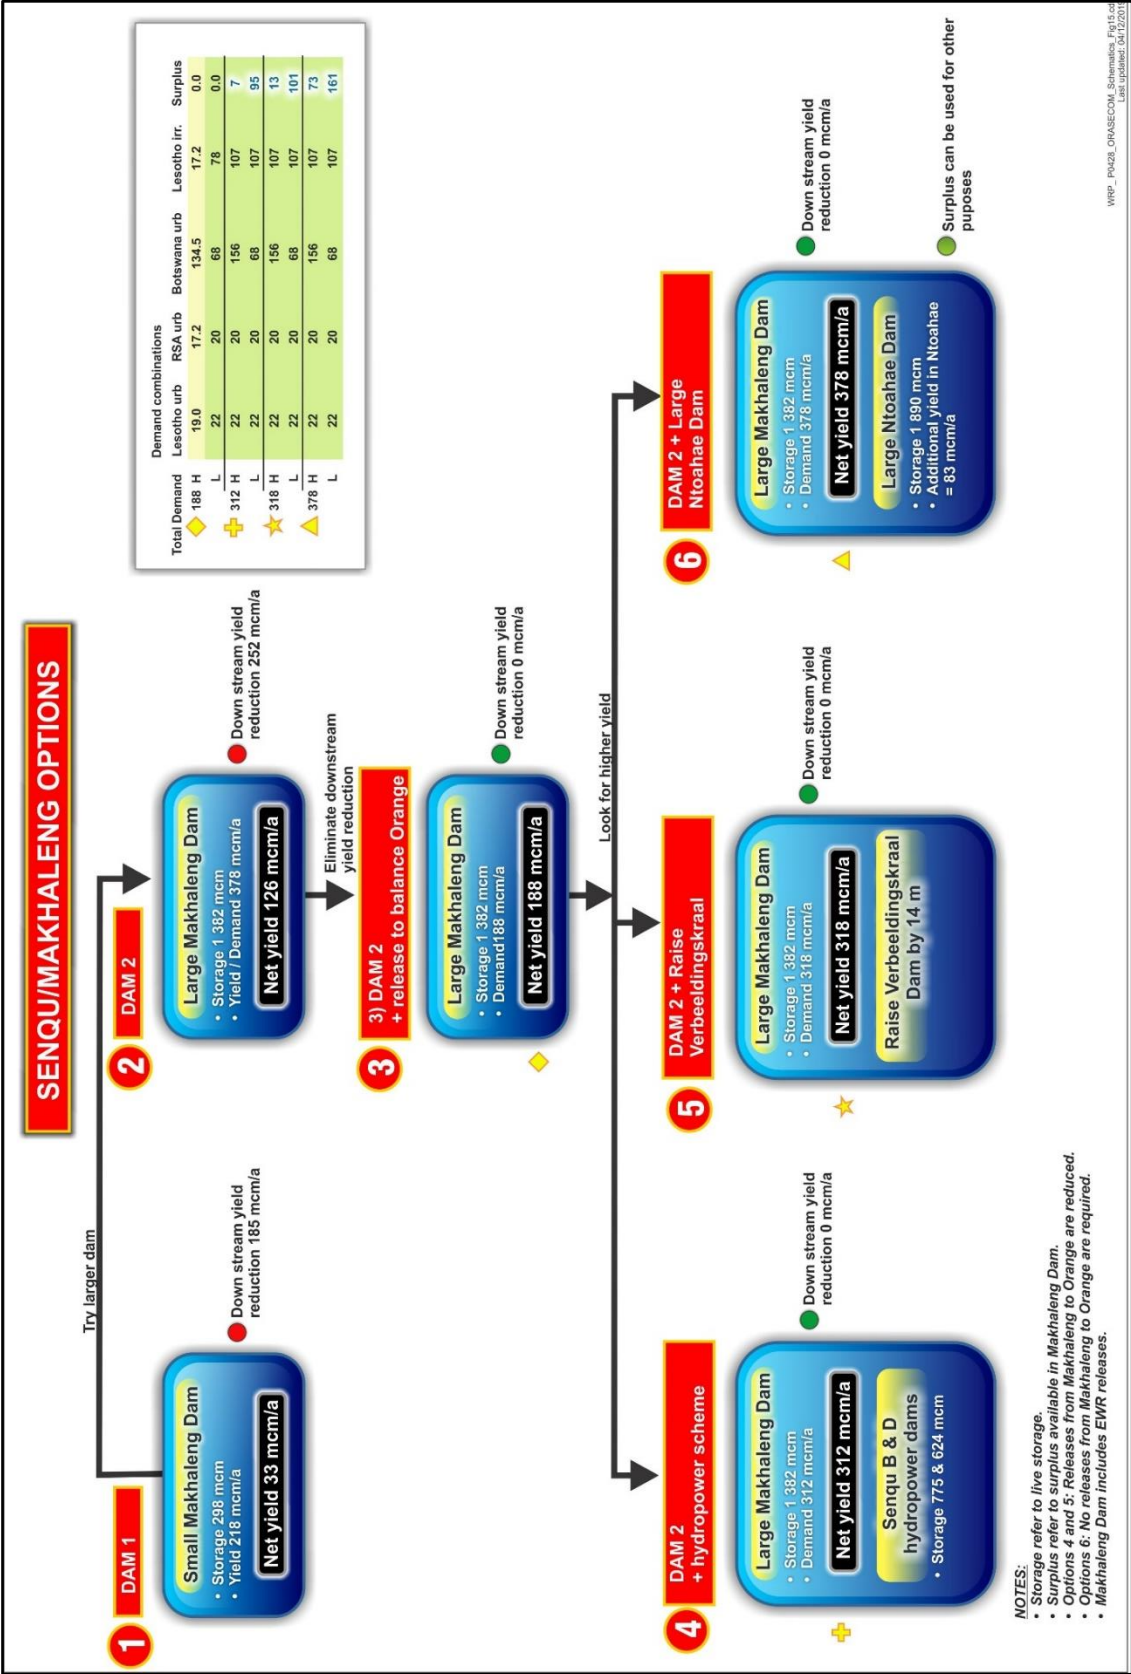 SENQU/MAKHALENG OPTIONS
Try larger dam
1
DAM 1
Small Makhaleng Dam
• Storage 298 mcm
• Yield 218 mcm/a
Net yield 33 mcm/a
Down stream yield
reduction 185 mcm/a
2
DAM 2
Large Makhaleng Dam
• Storage 1 382 mcm
• Yield / Demand 378 mcm/a
Net yield 126 mcm/a
Down stream yield
reduction 252 mcm/a
Demand combinations
Total Demand Lesotho urb RSA urb Botswana urb Lesotho irr. Surplus
188 H 19.0 17.2 134.5 17.2 0.0
L 22 20 68 78 0.0
312 H 22 20 156 107 7
L 22 20 68 107 95
318 H 22 20 156 107 13
L 22 20 68 107 101
378 H 22 20 156 107 73
L 22 20 68 107 161
Eliminate downstream
yield reduction
3
3) DAM 2
+ release to balance Orange
Large Makhaleng Dam
• Storage 1 382 mcm
• Demand188 mcm/a
Net yield 188 mcm/a
Down stream yield
reduction 0 mcm/a
Look for higher yield
4
DAM 2
+ hydropower scheme
Large Makhaleng Dam
• Storage 1 382 mcm
• Demand 312 mcm/a
Net yield 312 mcm/a
Senqu B & D
hydropower dams
• Storage 775 & 624 mcm
Down stream yield
reduction 0 mcm/a
5
DAM 2 + Raise
Verbeeldingskraal
Large Makhaleng Dam
• Storage 1 382 mcm
• Demand 318 mcm/a
Net yield 318 mcm/a
Raise Verbeeldingskraal
Dam by 14 m
Down stream yield
reduction 0 mcm/a
6
DAM 2 + Large
Ntoahae Dam
Large Makhaleng Dam
• Storage 1 382 mcm
• Demand 378 mcm/a
Net yield 378 mcm/a
Large Ntoahae Dam
• Storage 1 890 mcm
• Additional yield in Ntoahae
= 83 mcm/a
Down stream yield
reduction 0 mcm/a
Surplus can be used for other
puposes
NOTES:
• Storage refer to live storage.
• Surplus refer to surplus available in Makhaleng Dam.
• Options 4 and 5: Releases from Makhaleng to Orange are reduced.
• Options 6: No releases from Makhaleng to Orange are required.
• Makhaleng Dam includes EWR releases.
WRP_ P0428_ORASECOM_Schematics_Fig15.cd
Last updated: 04/12/2019